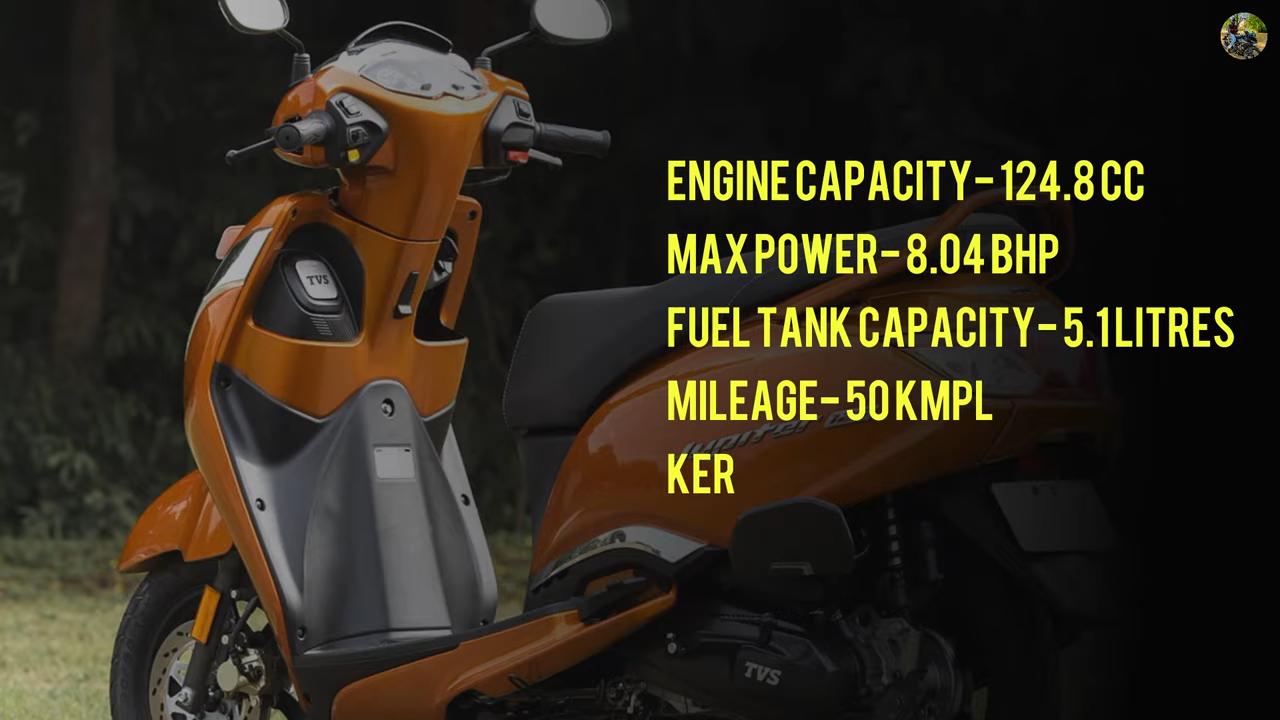 ENGINE CAPACITY- 124.8 CC
MAX POWER- 8.04 BHP
FUEL TANK CAPACITY- 5.1 LITRES
MILEAGE- 50 KMPL
KER
TVS
Jupiter
TVS